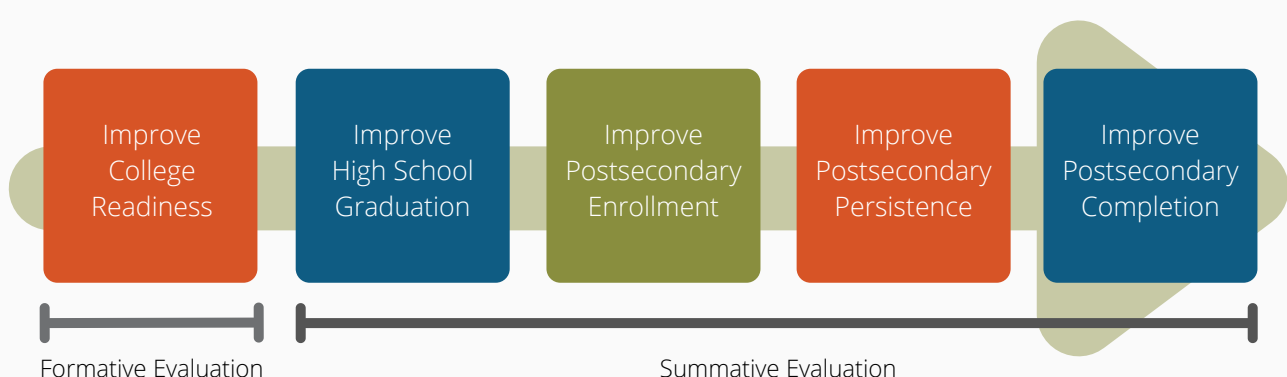 Improve
College
Readiness
Improve
High School
Graduation
Improve
Postsecondary
Enrollment
Improve
Postsecondary
Persistence
Improve
Postsecondary
Completion
Formative Evaluation
Summative Evaluation